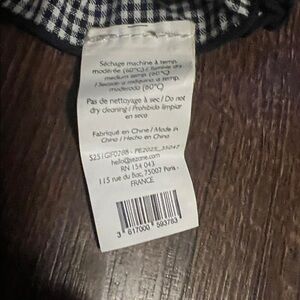 Séchage machine à temp.
modérée (60°C) / Tumble dry
medium temp (60°C)
/ Secado a máquina a temp.
moderada (60°C)
Pas de nettoyage à sec / Do not
dry cleaning / Prohibida limpiar
en seco
Fabriqué en Chine / Made in
China / Hecho en China
hello@sezane.com
RN 154 043
115 rue du Bac, 75007 Paris -
FRANCE
3 617000 593763